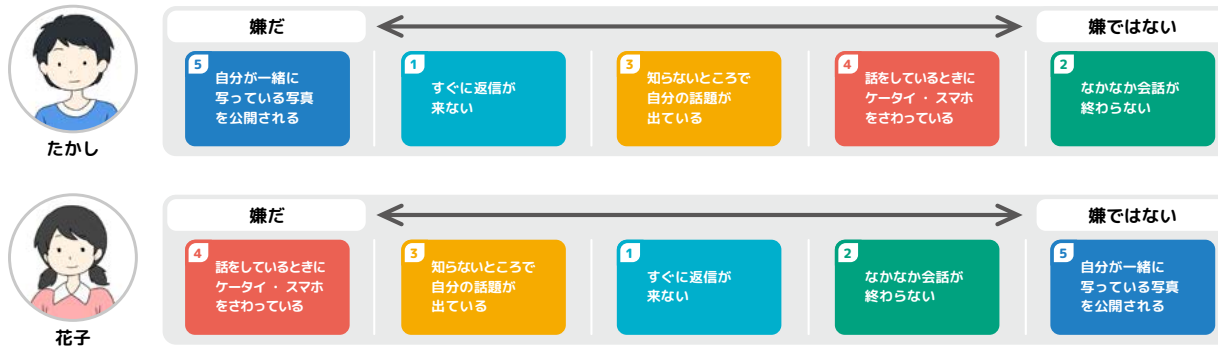 嫌だ
嫌ではない
5
自分が一緒に
写っている写真
を公開される
1
すぐに返信が
来ない
3
知らないところで
自分の話題が
出ている
4
話をしているときに
ケータイ・スマホ
をさわっている
2
なかなか会話が
終わらない
たかし
嫌だ
嫌ではない
4
話をしているときに
ケータイ・スマホ
をさわっている
3
知らないところで
自分の話題が
出ている
1
すぐに返信が
来ない
2
なかなか会話が
終わらない
5
自分が一緒に
写っている写真
を公開される
花子